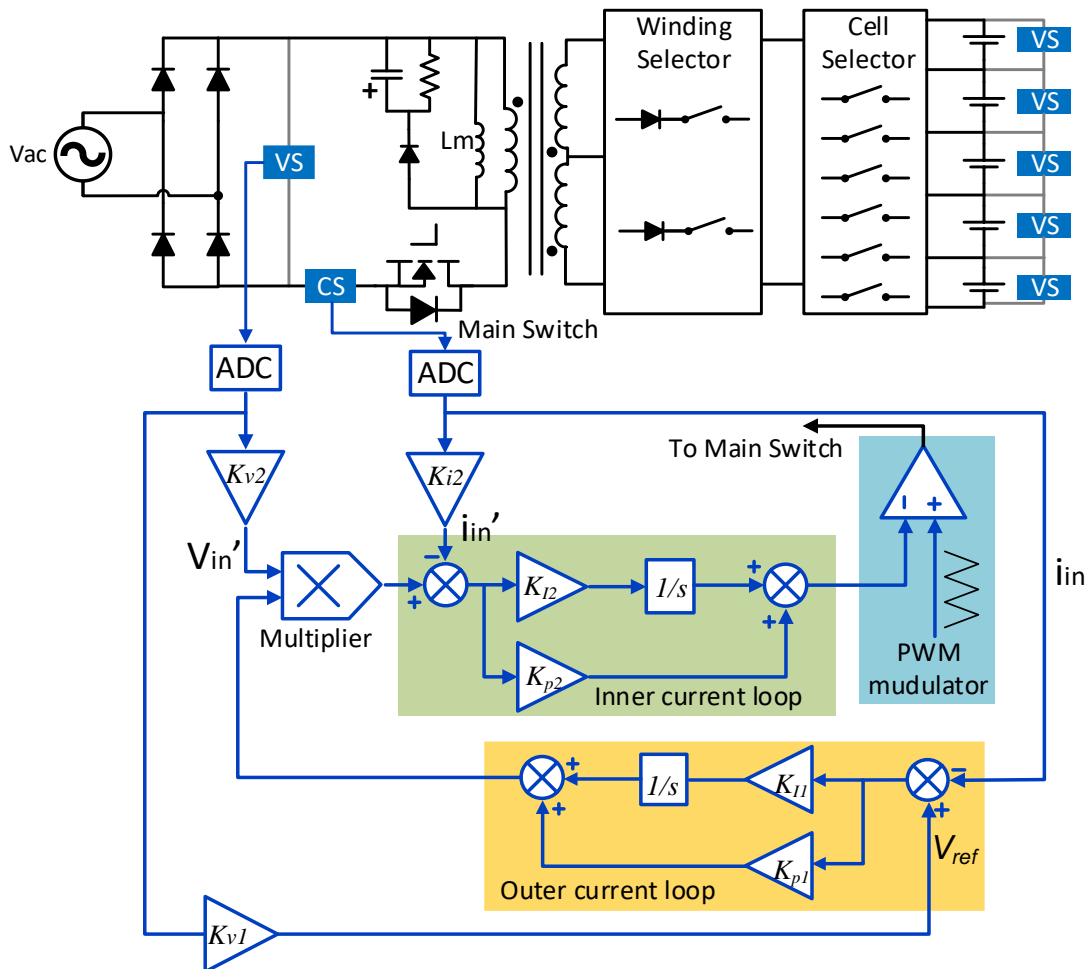 Winding
Selector
Cell
Selector
VS
VS
VS
VS
VS
Vac
VS
+
Lm
CS
Main Switch
ADC
ADC
To Main Switch
Kv2
Ki2
Vin’
iin’
iin
– +
–
+
KI2
1/s
+
+
Multiplier
Kp2
Inner current loop
PWM
mudulator
+
+
1/s
KI1
–
+
Kp1
Vref
Outer current loop
Kv1